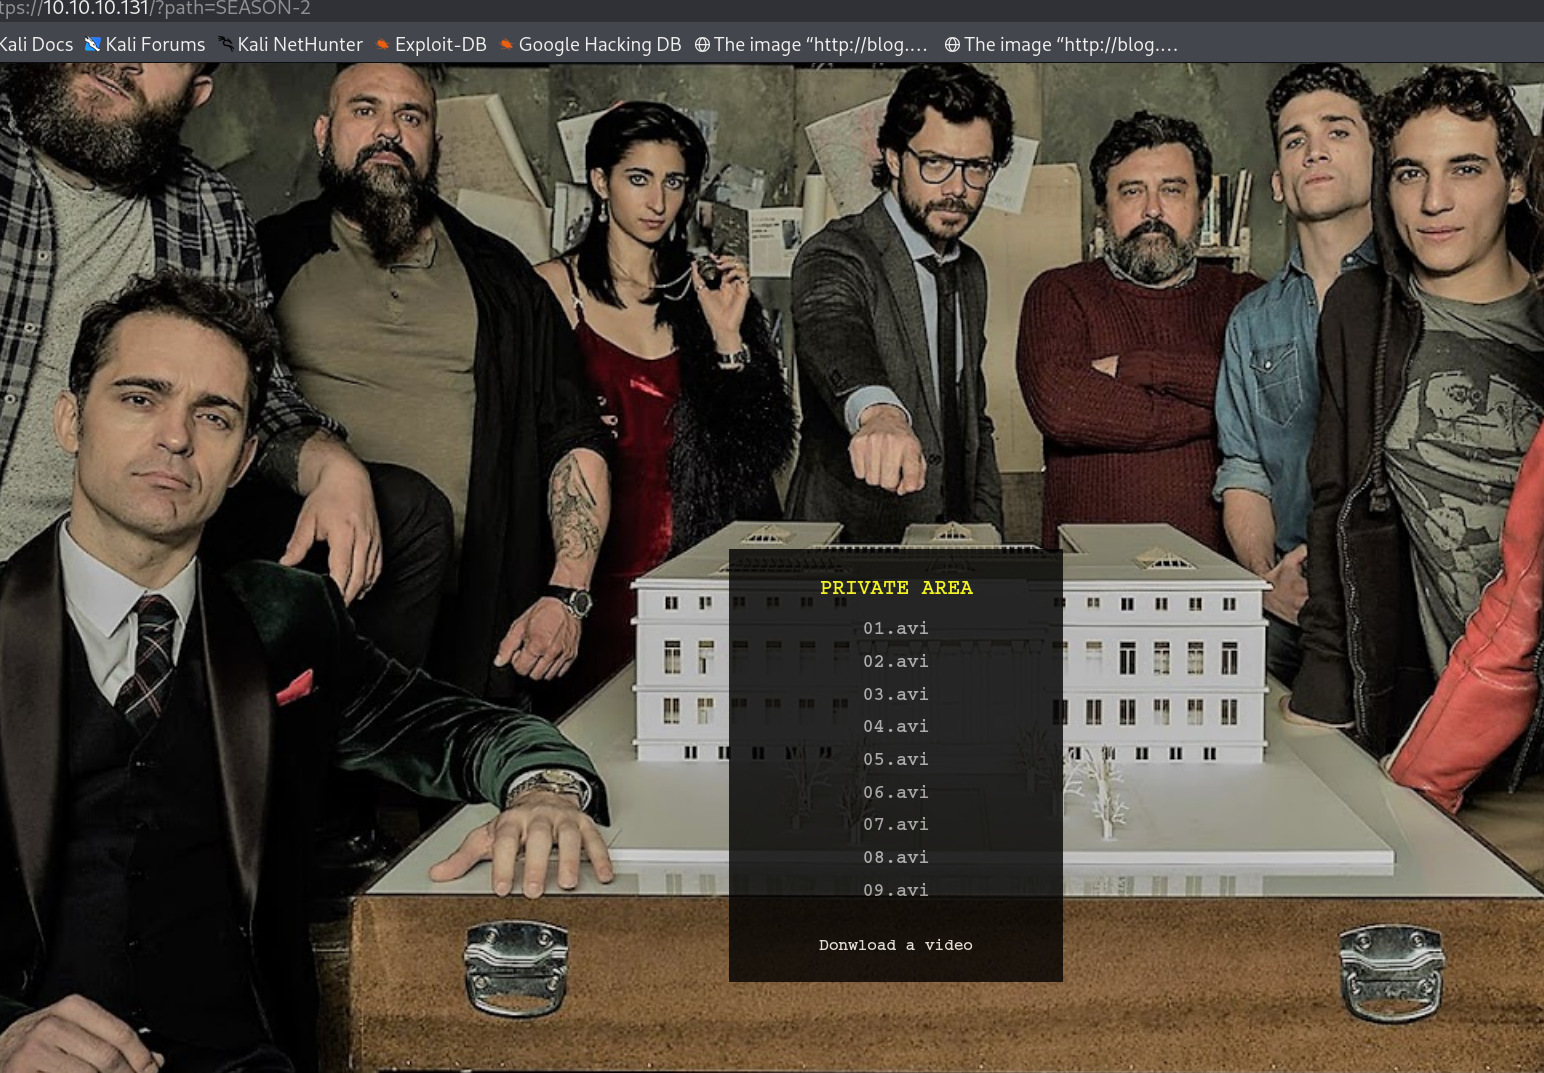 tps://10.10.10.131/?path=SEASON-2
Kali Docs Kali Forums Kali NetHunter Exploit-DB Google Hacking DB The image “http://blog.… The image “http://blog.…
PRIVATE AREA
01.avi
02.avi
03.avi
04.avi
05.avi
06.avi
07.avi
08.avi
09.avi
Donwload a video